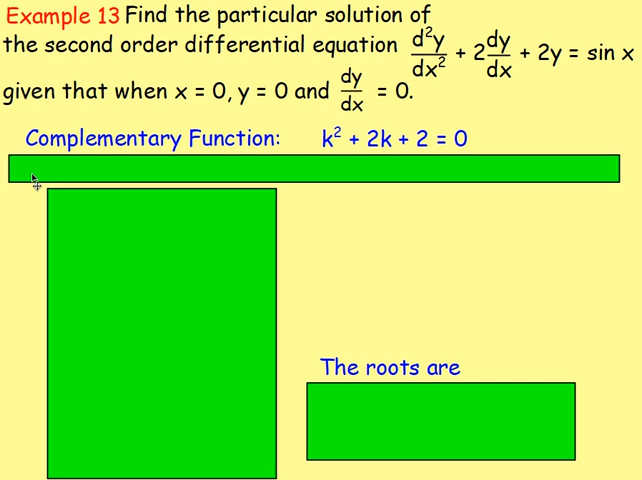 Example 13 Find the particular solution of
the second order differential equation d²y/dx² + 2dy/dx + 2y = sin x
given that when x = 0, y = 0 and dy/dx = 0.
Complementary Function: k² + 2k + 2 = 0
The roots are